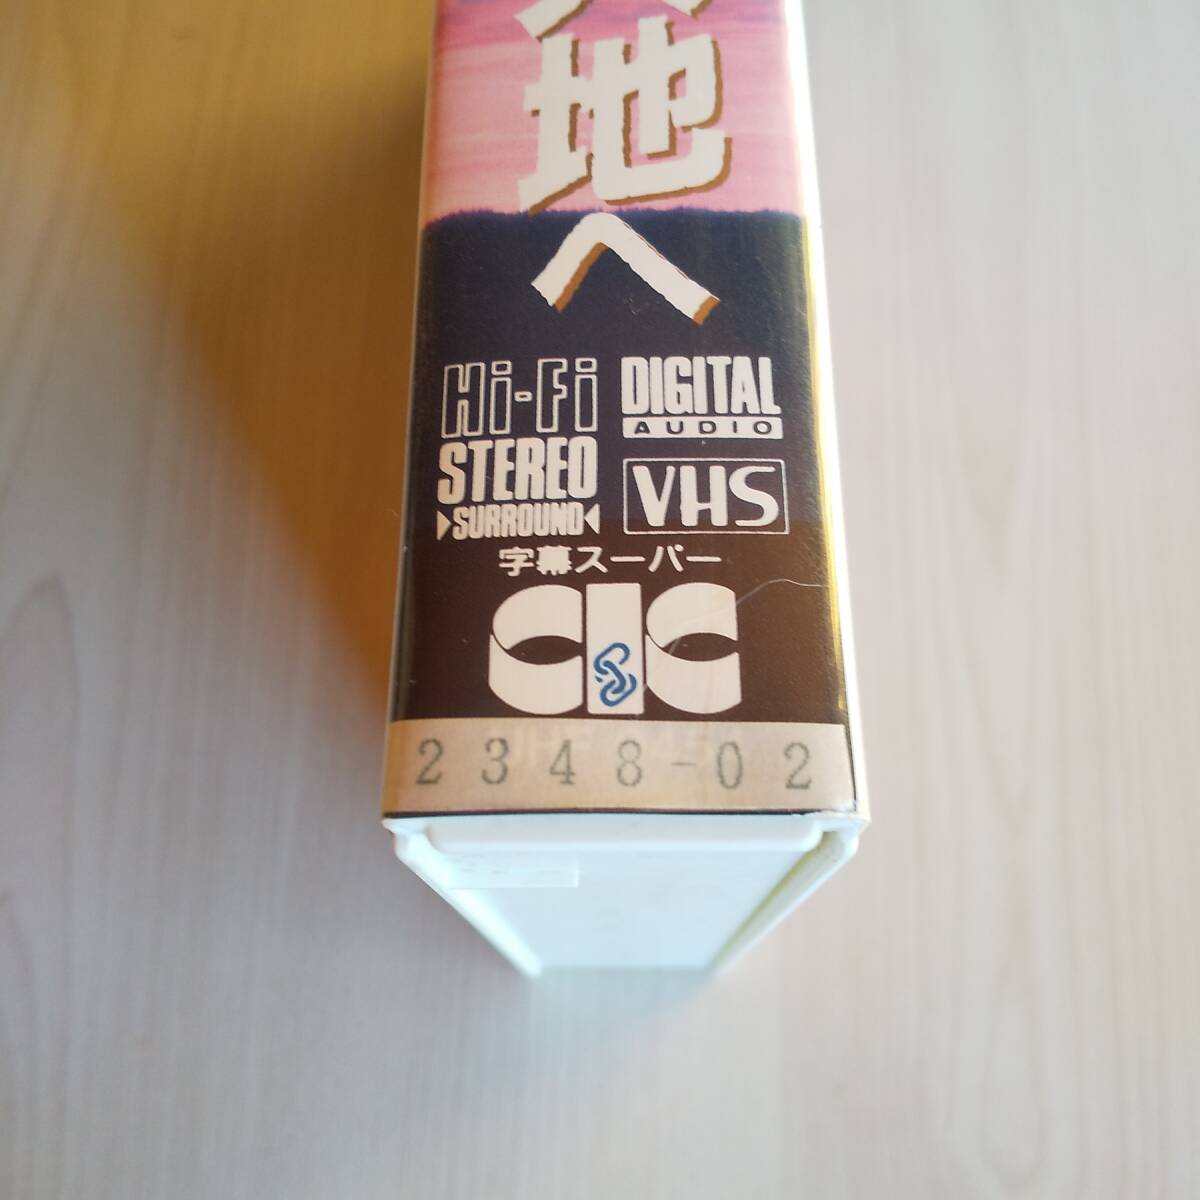 地
へ
Hi-Fi
STEREO
SURROUND
DIGITAL
AUDIO
VHS
字幕スーパー
CIC
2348-02